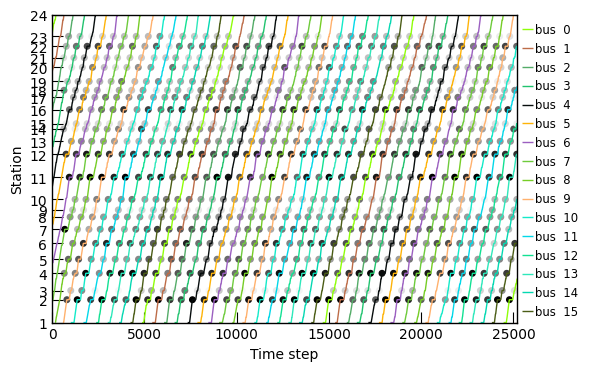 24
23
22
21
20
19
18
17
16
15
14
13
12
11
10
9
8
7
6
5
4
3
2
1
Station
0
5000
10000
15000
20000
25000
Time step
bus 0
bus 1
bus 2
bus 3
bus 4
bus 5
bus 6
bus 7
bus 8
bus 9
bus 10
bus 11
bus 12
bus 13
bus 14
bus 15